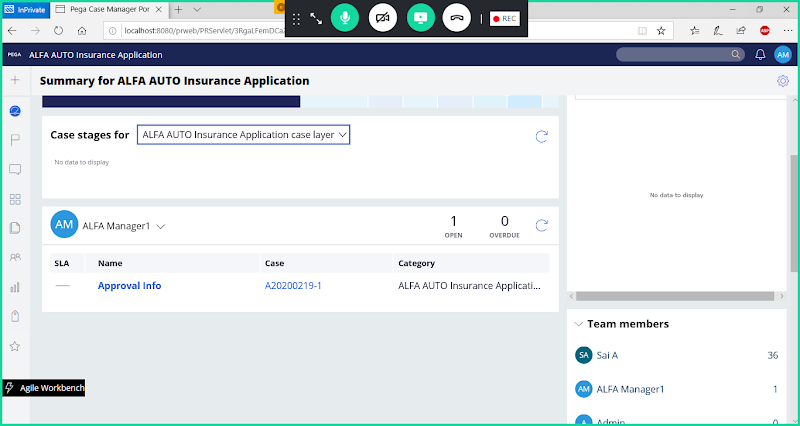 InPrivate
Pega Case Manager Por
REC
localhost:8080/prweb/PRServlet/3RgaLFemDCa
ABP
PEGA
ALFA AUTO Insurance Application
AM
Summary for ALFA AUTO Insurance Application
Case stages for
ALFA AUTO Insurance Application case layer
No data to display
No data to display
AM
ALFA Manager1
1
OPEN
0
OVERDUE
SLA
Name
Case
Category
Approval Info
A20200219-1
ALFA AUTO Insurance Applicati...
Team members
SA
Sai A
36
AM
ALFA Manager1
1
A
Admin
0
Agile Workbench